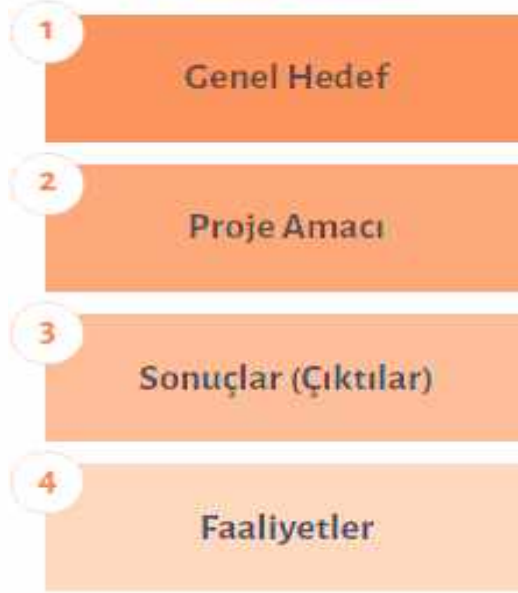 1
Genel Hedef
2
Proje Amacı
3
Sonuçlar (Çıktılar)
4
Faaliyetler